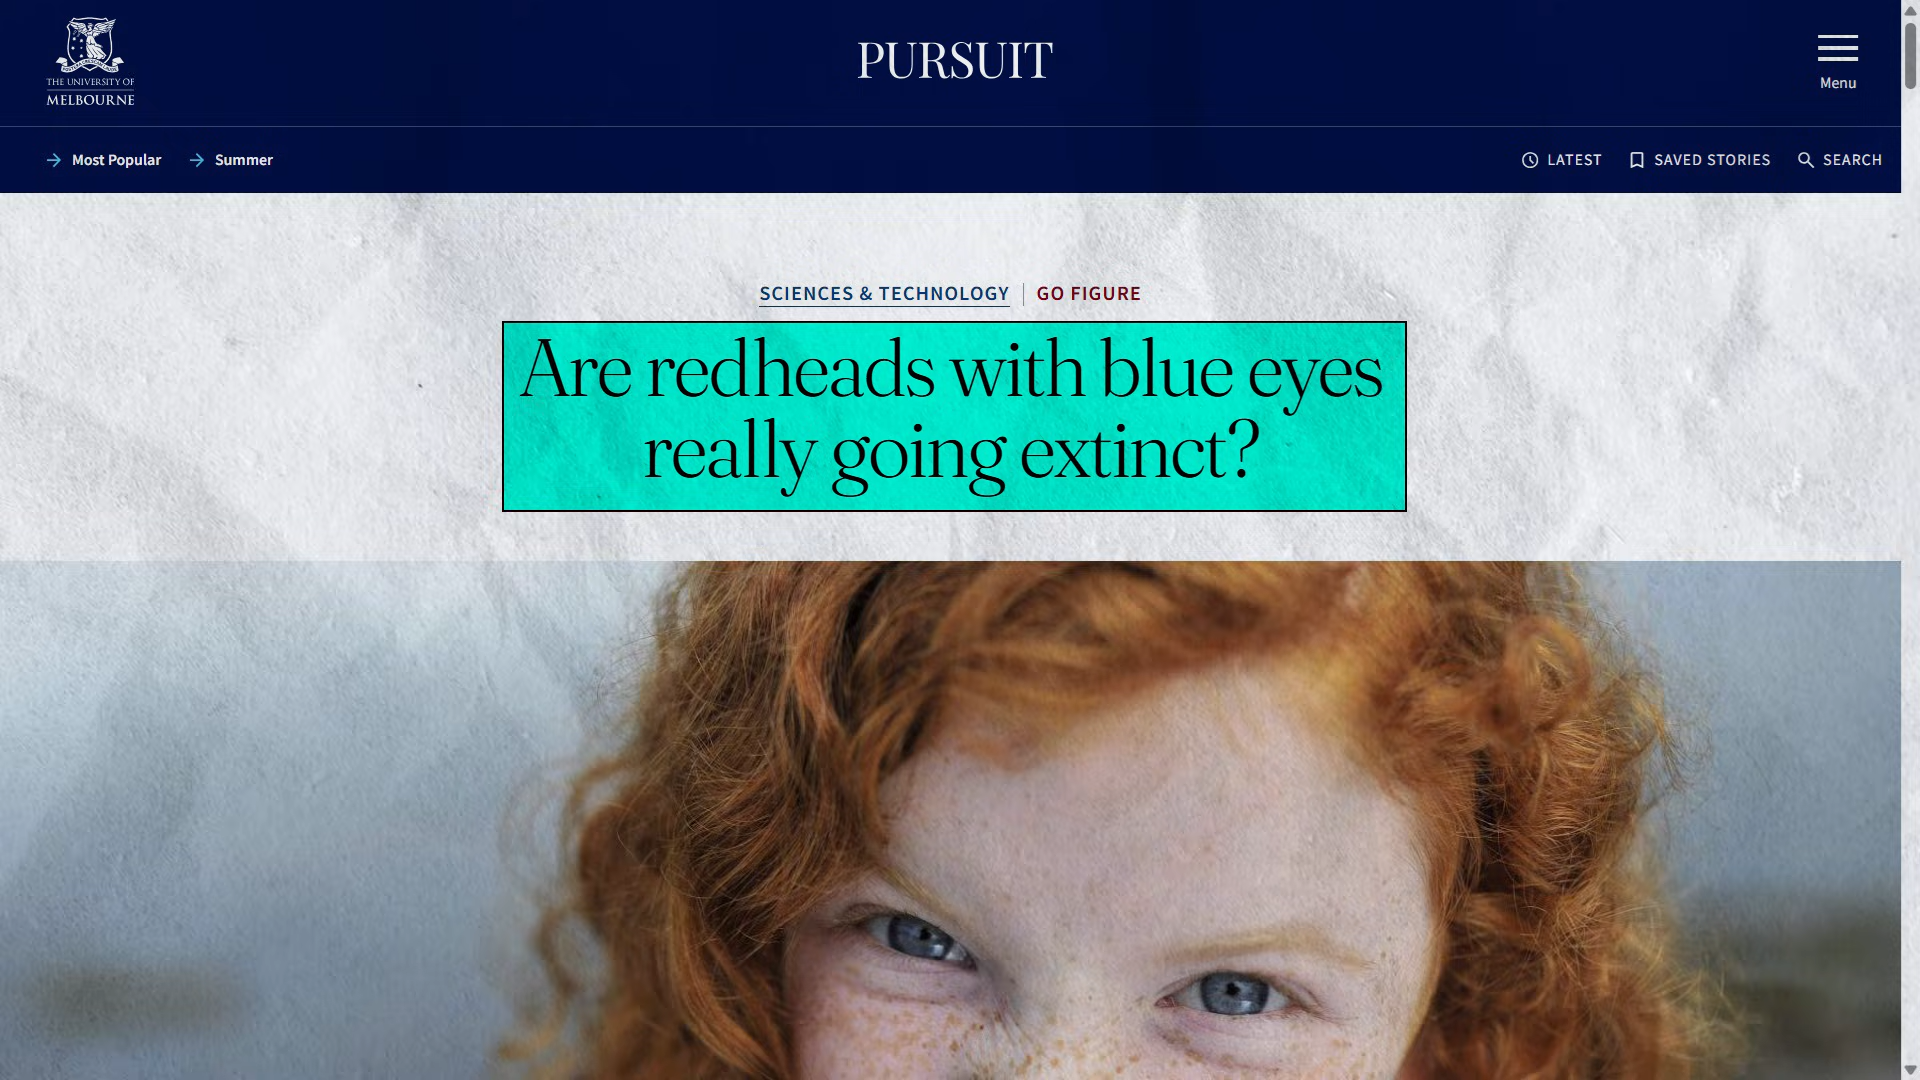 THE UNIVERSITY OF
MELBOURNE
PURSUIT
Menu
Most Popular
Summer
LATEST
SAVED STORIES
SEARCH
SCIENCES & TECHNOLOGY
GO FIGURE
Are redheads with blue eyes
really going extinct?